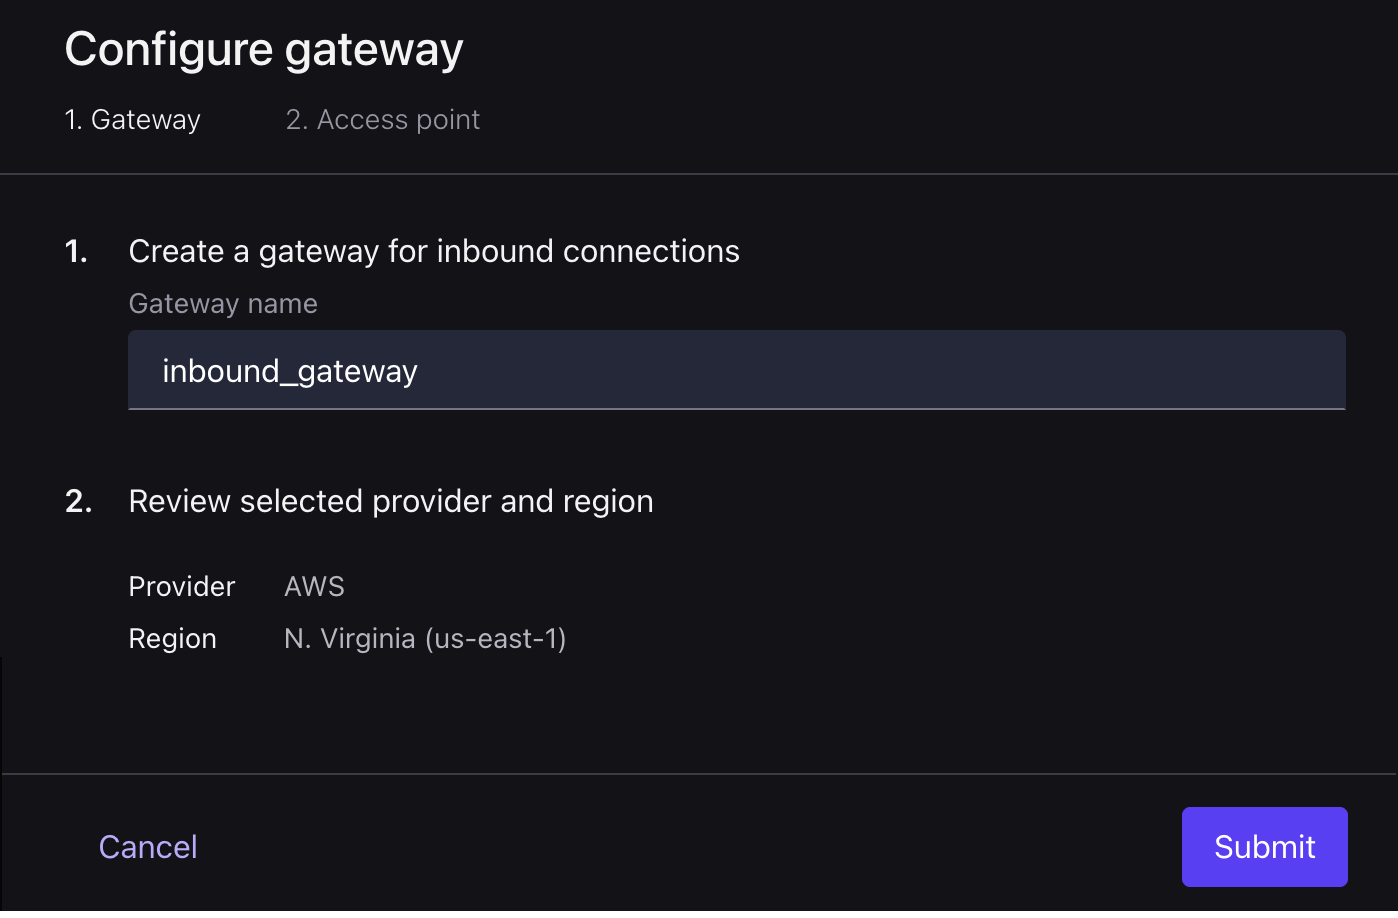 Configure gateway
1. Gateway 2. Access point
1. Create a gateway for inbound connections
Gateway name
inbound_gateway
2. Review selected provider and region
Provider AWS
Region N. Virginia (us-east-1)
Cancel Submit